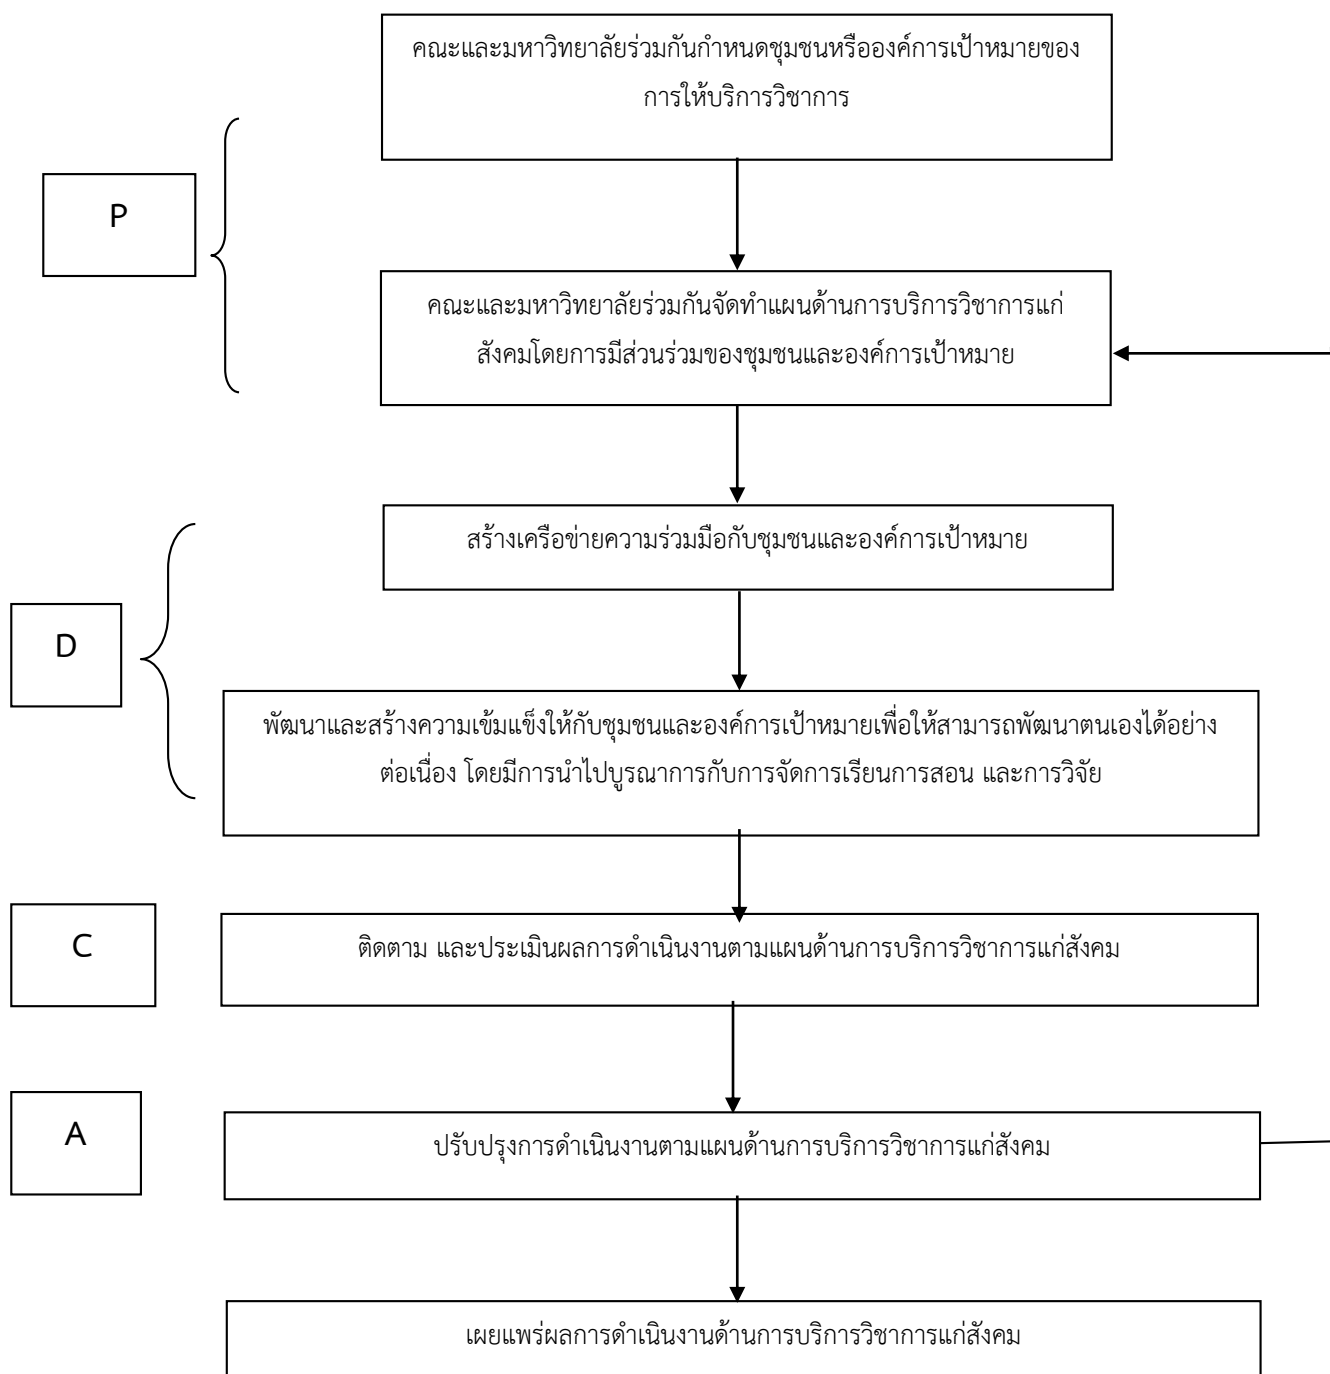 คณะและมหาวิทยาลัยร่วมกันกำหนดชุมชนหรือองค์การเป้าหมายของ
การให้บริการวิชาการ
P
คณะและมหาวิทยาลัยร่วมกันจัดทำแผนด้านการบริการวิชาการแก่
สังคมโดยการมีส่วนร่วมของชุมชนและองค์การเป้าหมาย
สร้างเครือข่ายความร่วมมือกับชุมชนและองค์การเป้าหมาย
D
พัฒนาและสร้างความเข้มแข็งให้กับชุมชนและองค์การเป้าหมายเพื่อให้สามารถพัฒนาตนเองได้อย่าง
ต่อเนื่อง โดยมีการนำไปบูรณาการกับการจัดการเรียนการสอน และการวิจัย
C
ติดตาม และประเมินผลการดำเนินงานตามแผนด้านการบริการวิชาการแก่สังคม
A
ปรับปรุงการดำเนินงานตามแผนด้านการบริการวิชาการแก่สังคม
เผยแพร่ผลการดำเนินงานด้านการบริการวิชาการแก่สังคม